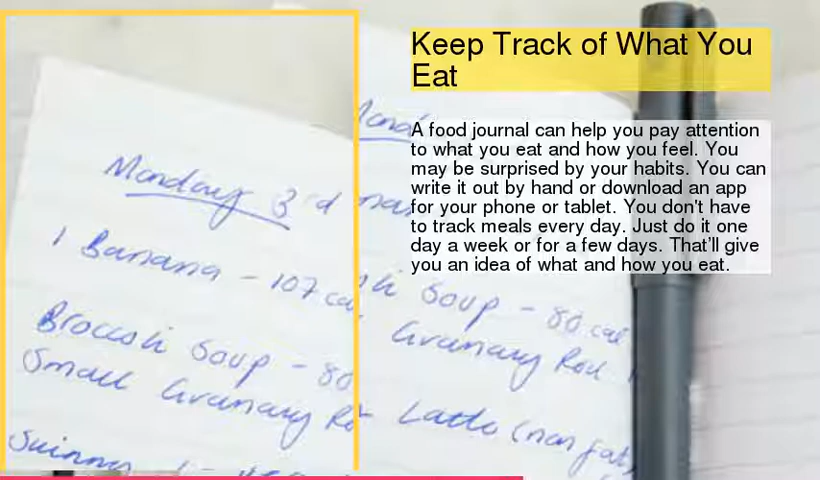 Keep Track of What You
Eat
A food journal can help you pay attention
to what you eat and how you feel. You
may be surprised by your habits. You can
write it out by hand or download an app
for your phone or tablet. You don't have
to track meals every day. Just do it one
day a week or for a few days. That’ll give
you an idea of what and how you eat.
Monday 3rd
1 Banana - 107 cal
Broccoli Soup - 80
Small Granary
Skinny
Soup - 80 cal
Granary Roll
Latte (non fat)